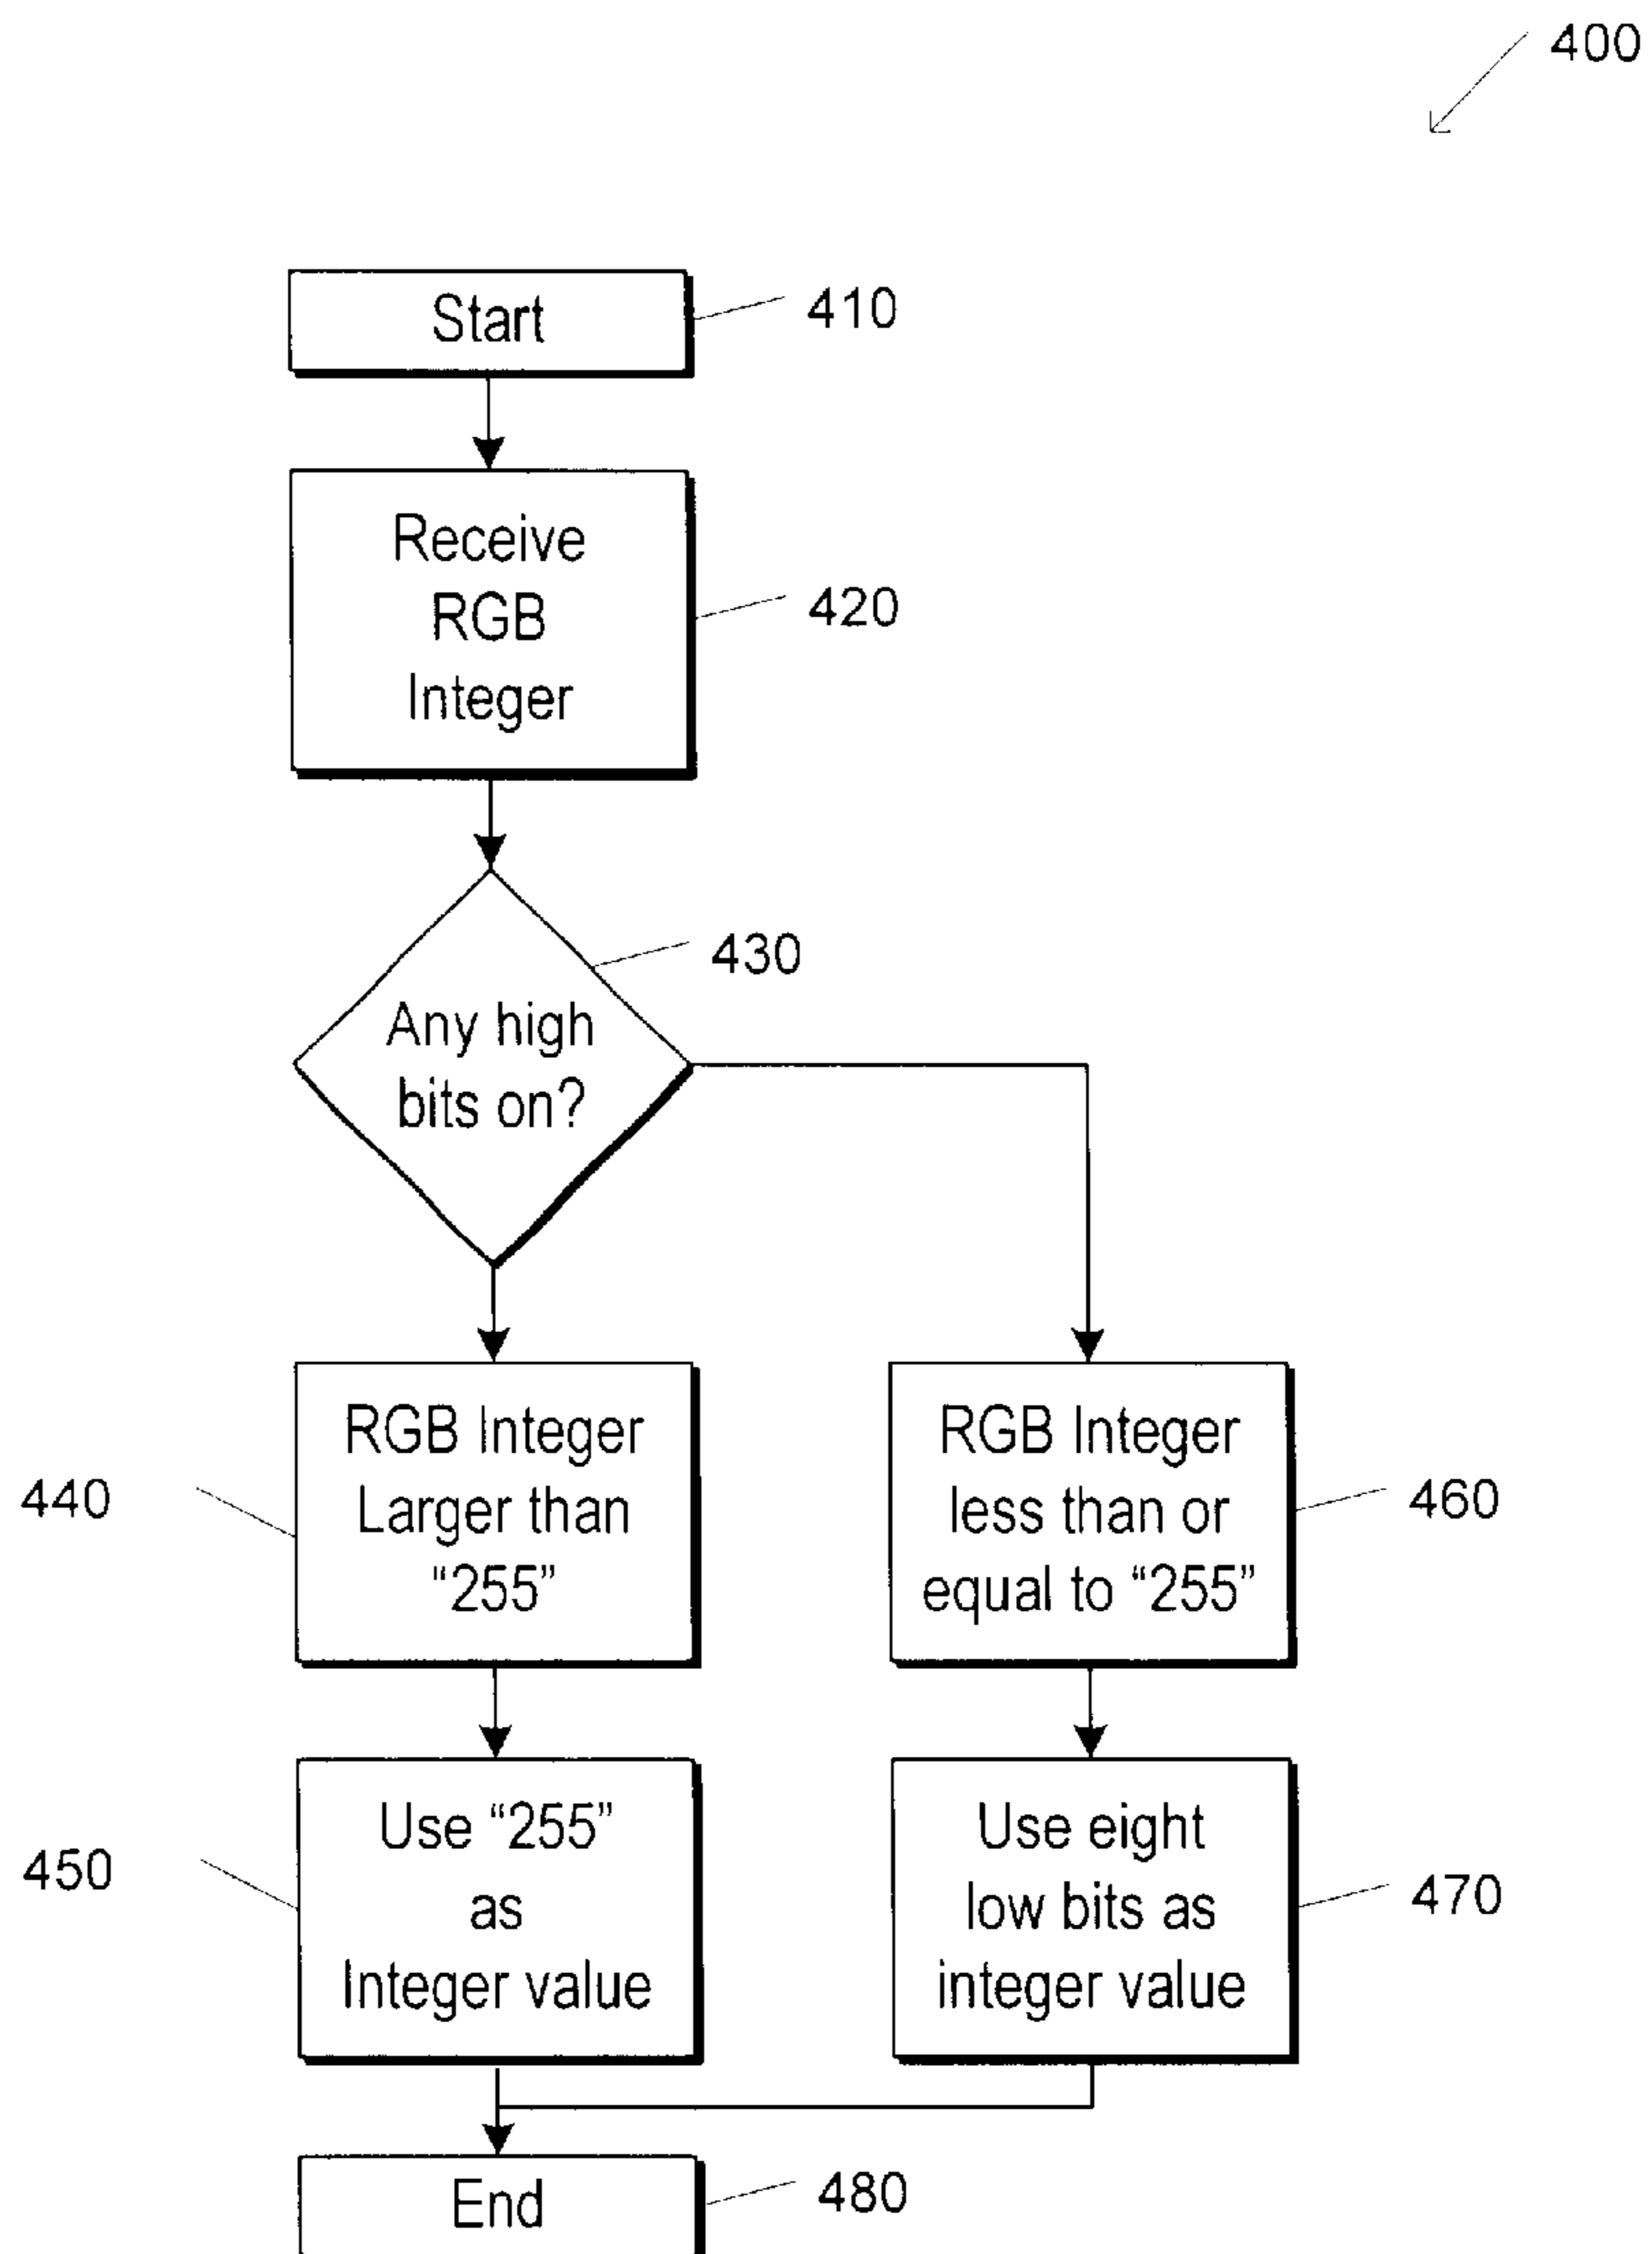 400
Start
410
Receive
RGB
Integer
420
430
Any high
bits on?
RGB Integer
Larger than
“255”
440
RGB Integer
less than or
equal to “255”
460
Use “255”
as
Integer value
450
Use eight
low bits as
integer value
470
End
480